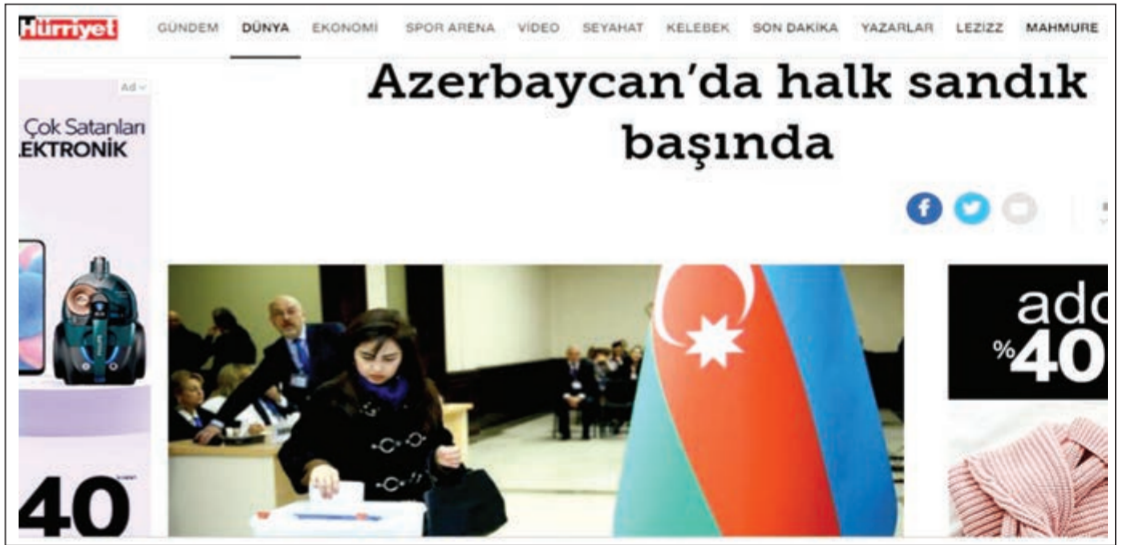 Hürriyet
GÜNDEM DÜNYA EKONOMİ SPOR ARENA VİDEO SEYAHAT KELEBEK SON DAKİKA YAZARLAR LEZİZZ MAHMURE
Azerbaycan’da halk sandık
başında
Ad
Çok Satanları
EKTRONİK
40
%40